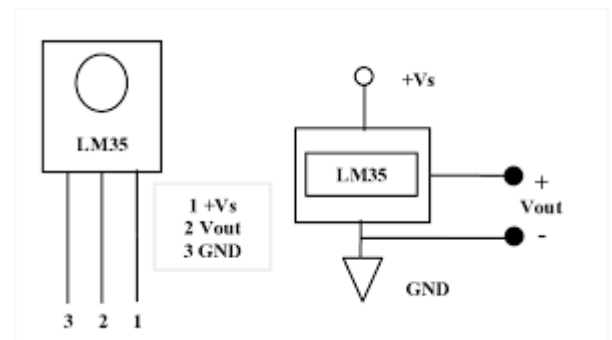 LM35
1 +Vs
2 Vout
3 GND
3 2 1
+Vs
LM35
+
Vout
-
GND